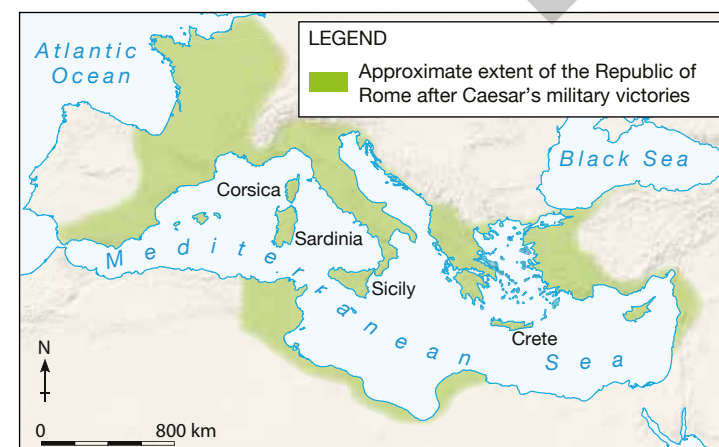 Atlantic
Ocean
LEGEND
Approximate extent of the Republic of
Rome after Caesar’s military victories
Black Sea
Corsica
Sardinia
Sicily
Mediterranean Sea
Crete
N
0 800 km